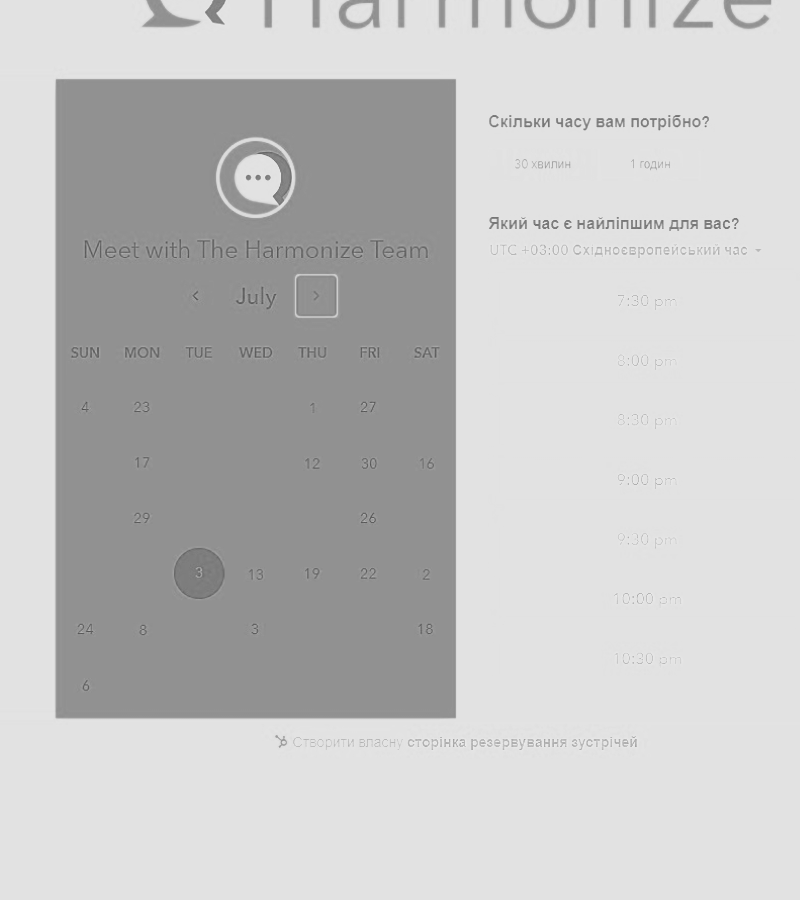 Harmonize
Meet with The Harmonize Team
July
SUN MON TUE WED THU FRI SAT
4 23 1 27
17 12 30 16
29 26
3 13 19 22 2
24 8 3 18
6
Скільки часу вам потрібно?
30 хвилин 1 годин
Який час є найліпшим для вас?
UTC +03:00 Східноєвропейський час
7:30 pm
8:00 pm
8:30 pm
9:00 pm
9:30 pm
10:00 pm
10:30 pm
Створити власну сторінка резервування зустрічей